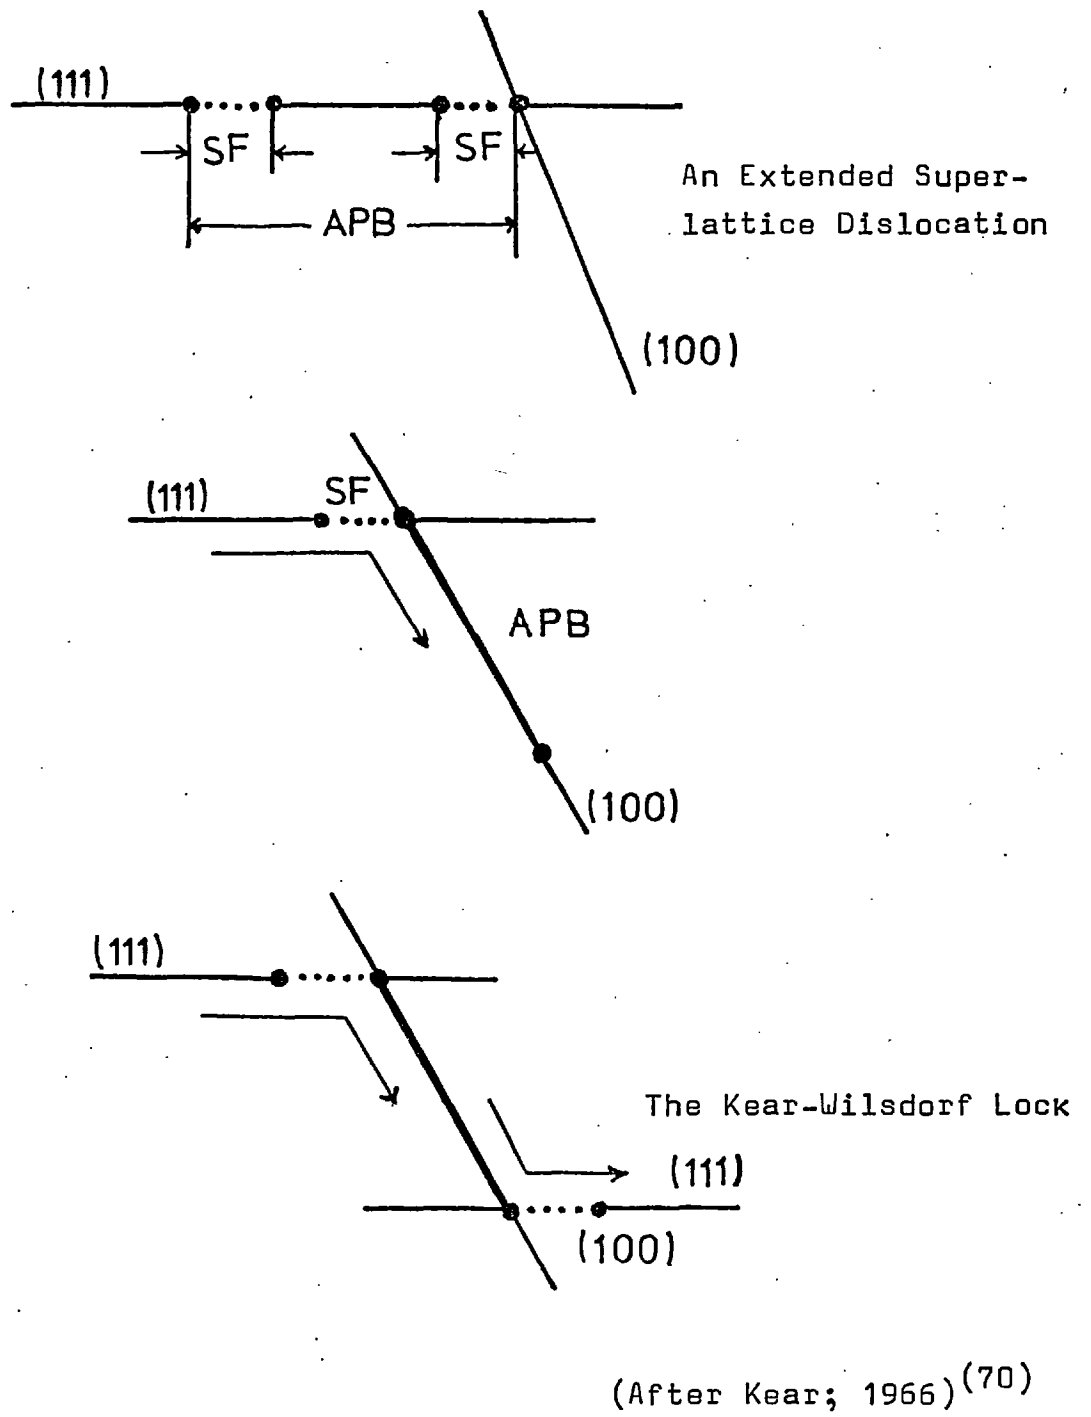 (111)
SF
SF
APB
An Extended Super-
lattice Dislocation
(100)
(111)
SF
APB
(100)
(111)
The Kear-Wilsdorf Lock
(111)
(100)
(After Kear; 1966)(70)